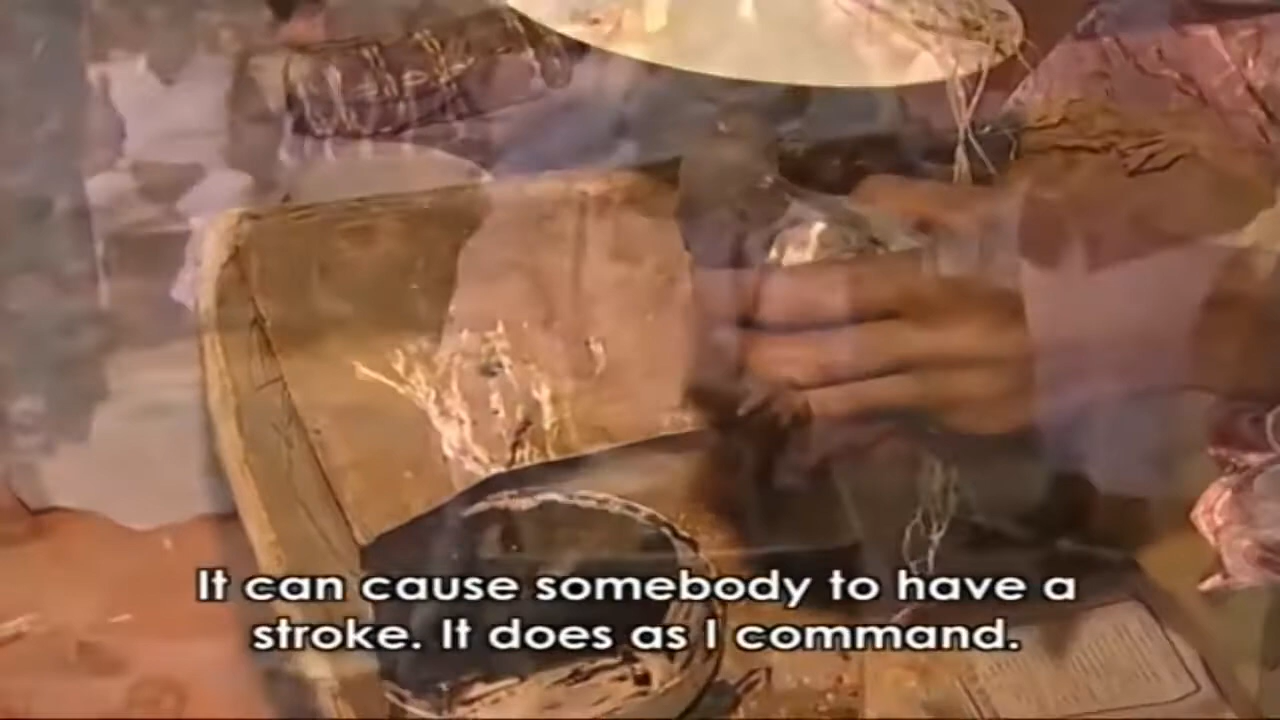 It can cause somebody to have a
stroke. It does as I command.